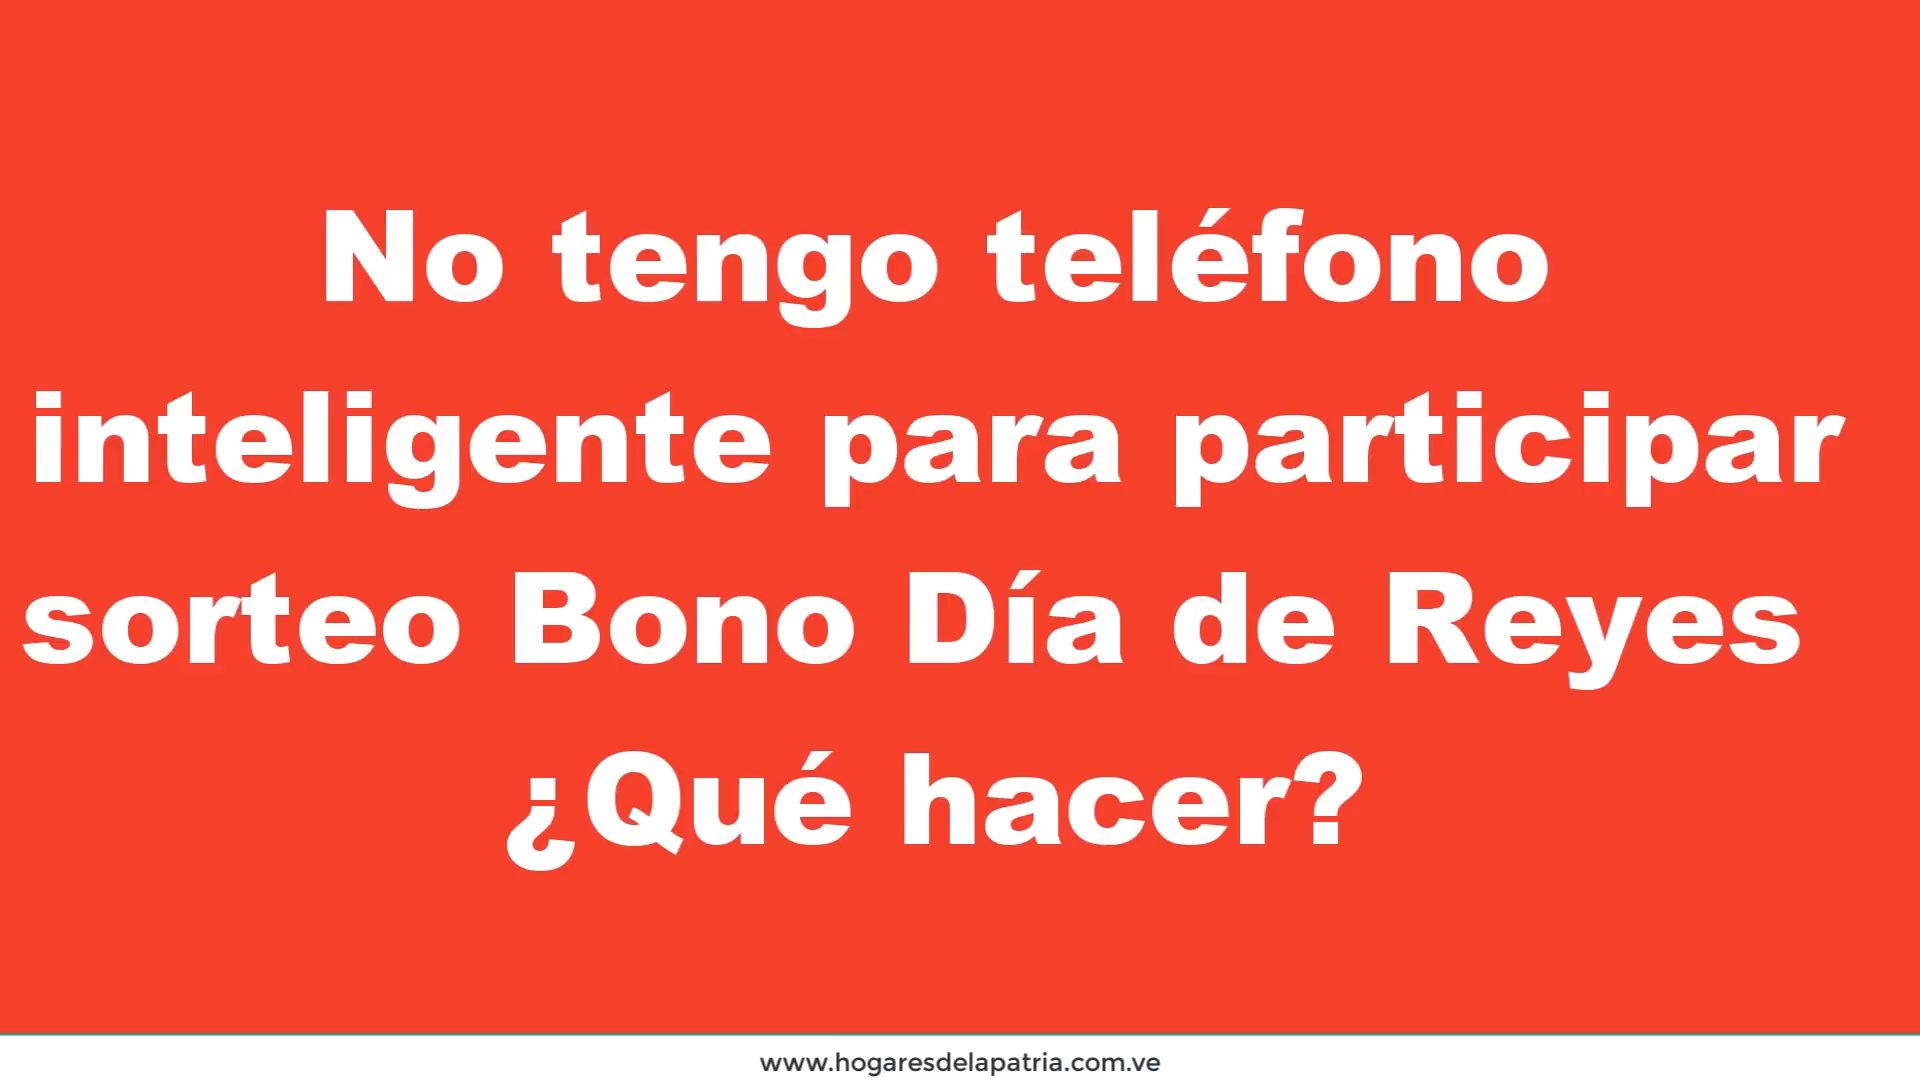 No tengo teléfono
inteligente para participar
sorteo Bono Día de Reyes
¿Qué hacer?
www.hogaresdelapatria.com.ve